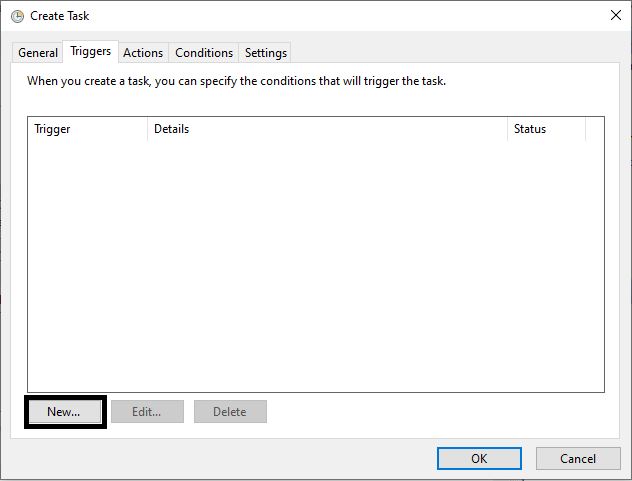 Create Task
General Triggers Actions Conditions Settings
When you create a task, you can specify the conditions that will trigger the task.
Trigger Details Status
New... Edit... Delete
OK Cancel